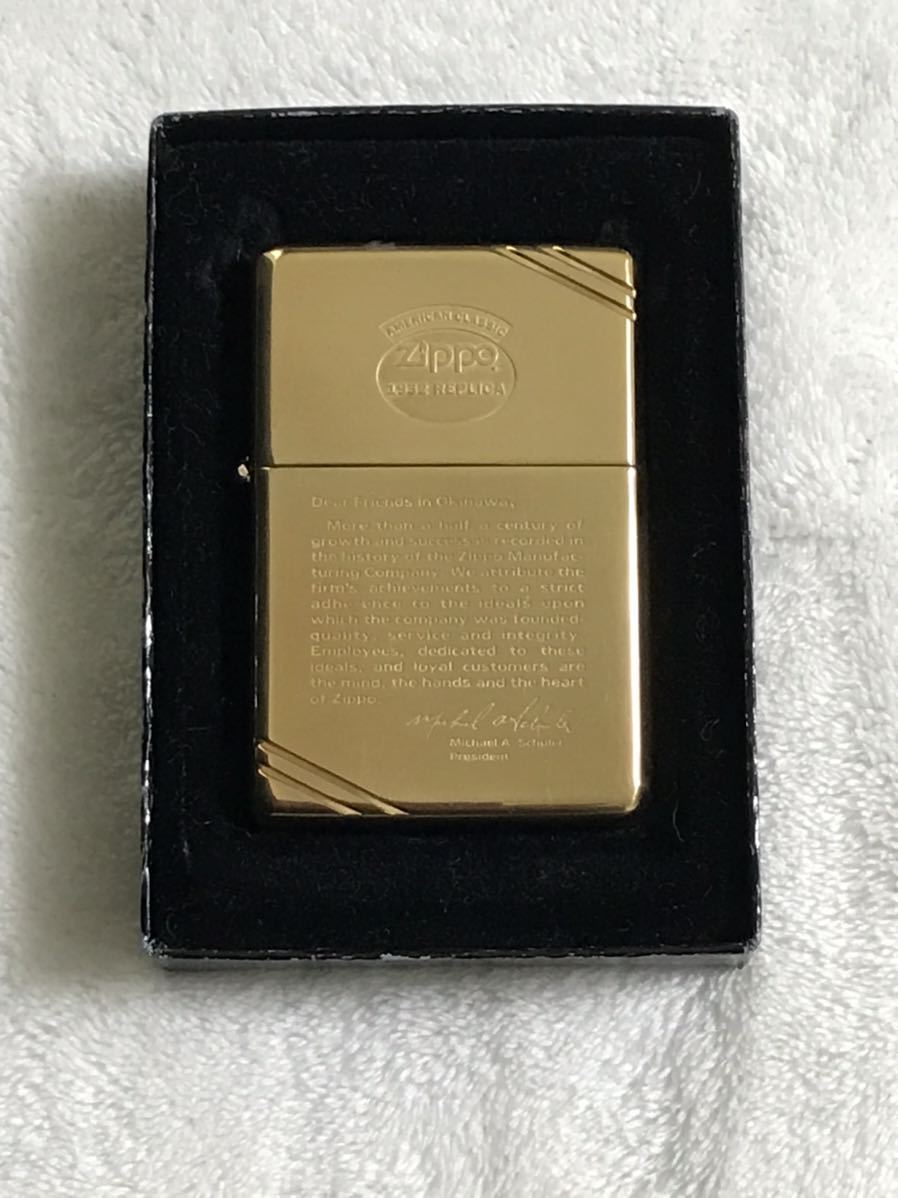 AMERICAN CLASSIC
Zippo
1932 REPLICA
Dear Friends in Okinawa,
More than a half a century of
growth and success is recorded in
the history of the Zippo Manufac-
turing Company. We attribute the
firm's achievements to a strict
adherence to the ideals upon
which the company was founded-
quality, service and integrity.
Employees, dedicated to these
ideals, and loyal customers are
the mind, the hands and the heart
of Zippo.
Michael A. Schuler
President